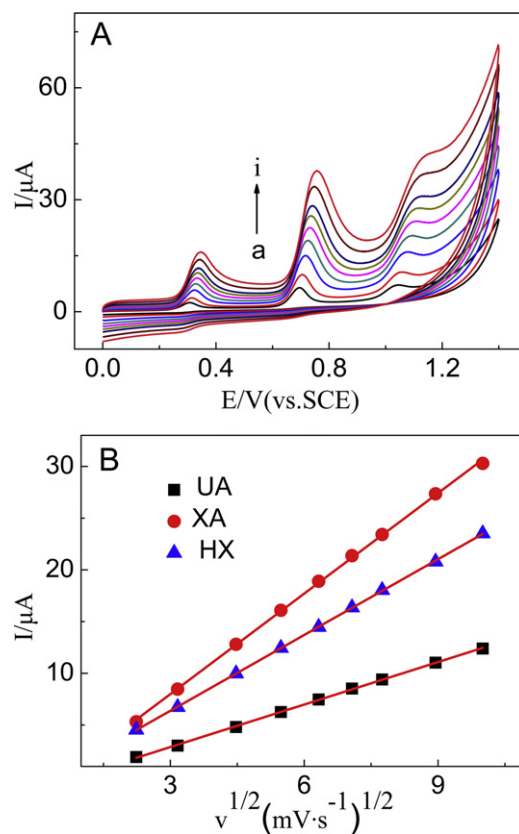 A
60
30
0
I/μA
i
a
0.0 0.4 0.8 1.2
E/V(vs.SCE)
B
30
20
10
I/μA
UA
XA
HX
3 6 9
v^1/2(mV·s^-1)^1/2